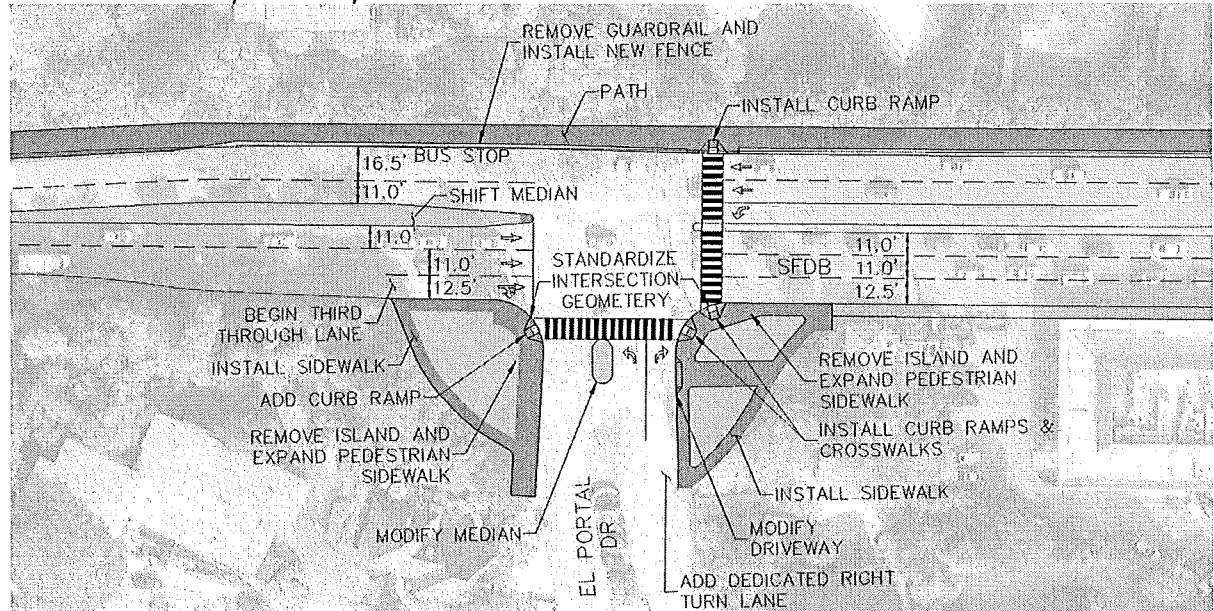 REMOVE GUARDRAIL AND
INSTALL NEW FENCE
PATH
INSTALL CURB RAMP
16.5' BUS STOP
11.0'
SHIFT MEDIAN
11.0'
11.0'
12.5'
STANDARDIZE
INTERSECTION
GEOMETERY
SFDB
11.0'
11.0'
12.5'
BEGIN THIRD
THROUGH LANE
INSTALL SIDEWALK
ADD CURB RAMP
REMOVE ISLAND AND
EXPAND PEDESTRIAN
SIDEWALK
MODIFY MEDIAN
EL PORTAL
DR
REMOVE ISLAND AND
EXPAND PEDESTRIAN
SIDEWALK
INSTALL CURB RAMPS &
CROSSWALKS
INSTALL SIDEWALK
MODIFY
DRIVEWAY
ADD DEDICATED RIGHT
TURN LANE